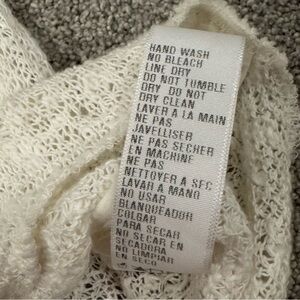 HAND WASH
NO BLEACH
LINE DRY
DO NOT TUMBLE
DRY DO NOT
DRY CLEAN
LAVER A LA MAIN
NE PAS
JAVELLISER
NE PAS SECHER
EN MACHINE
NE PAS
NETTOYER A SEC
LAVAR A MANO
NO USAR
BLANQUEADOR
COLGAR
PARA SECAR
NO SECAR EN
SECADORA
NO LIMPIAR
EN SECO